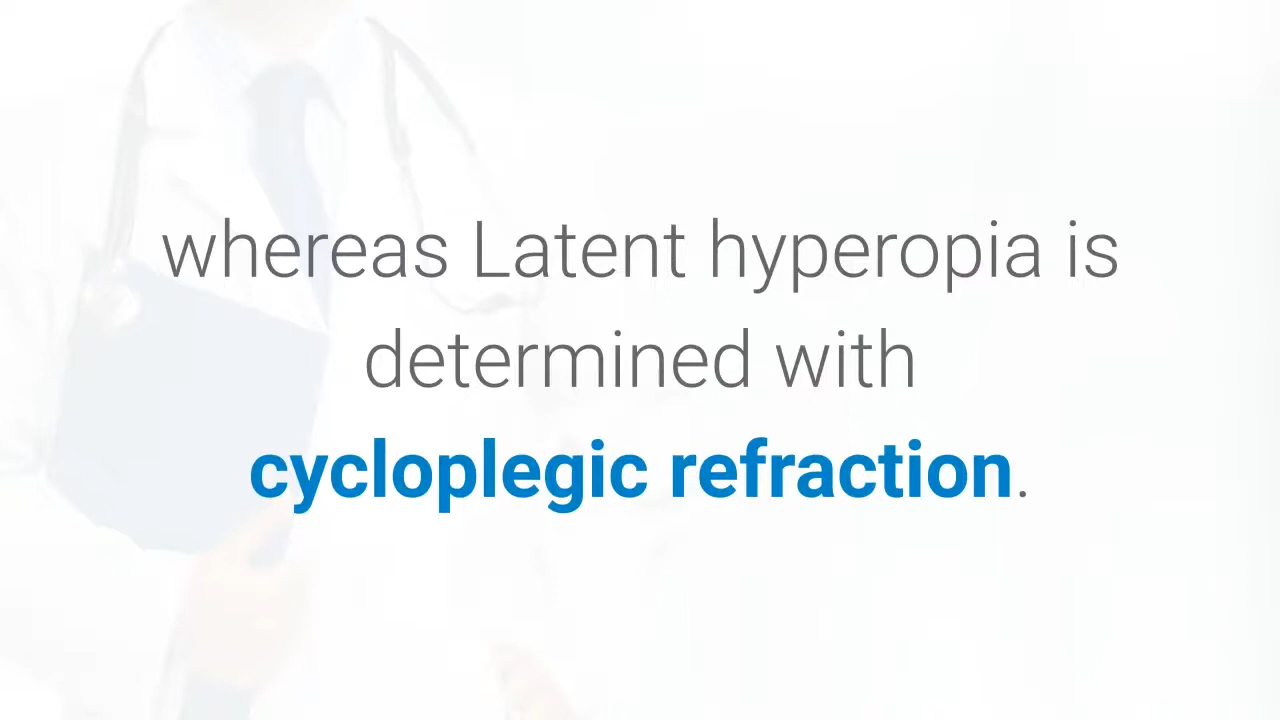 whereas Latent hyperopia is
determined with
cycloplegic refraction.